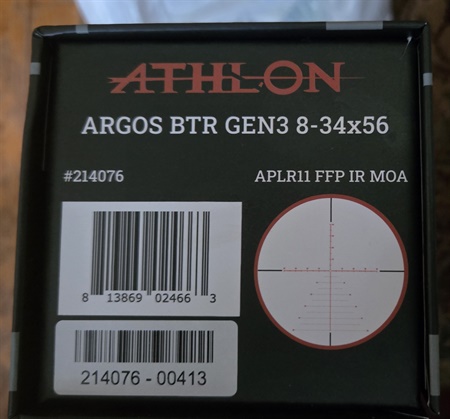 ATHLON
ARGOS BTR GEN3 8-34x56
#214076
APLR11 FFP IR MOA
8 13869 02466 3
214076 - 00413